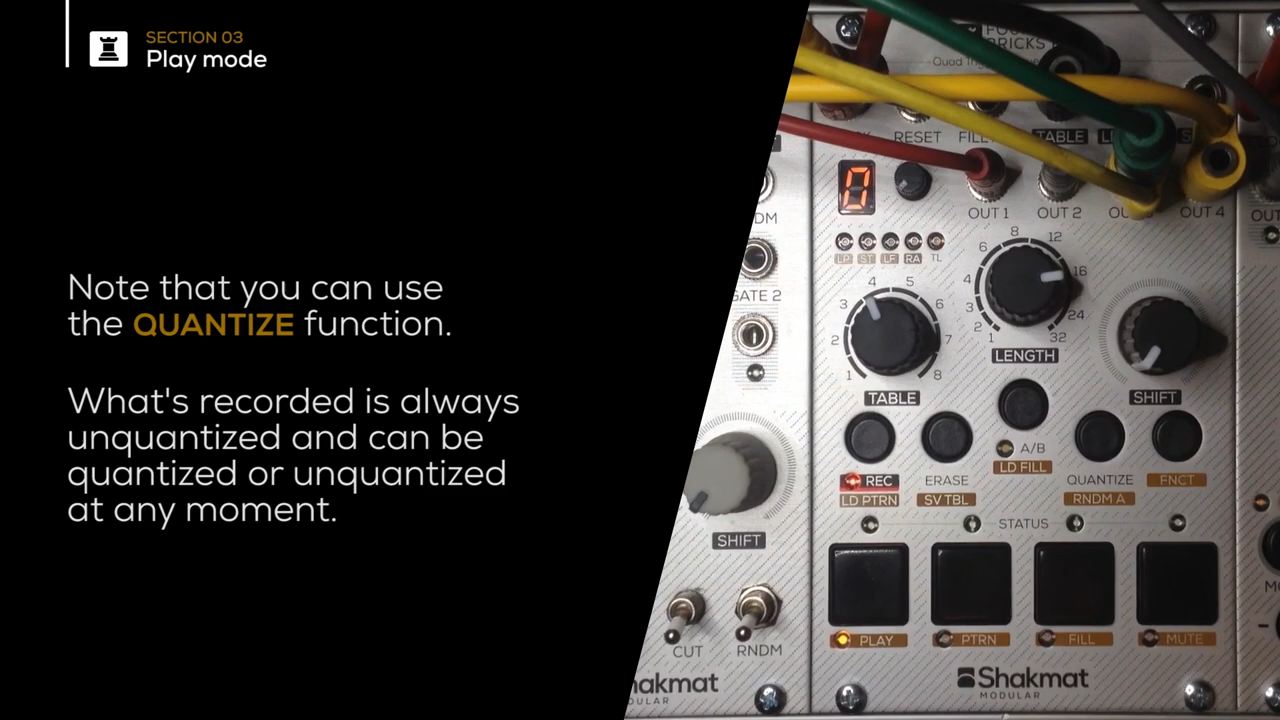 SECTION 03
Play mode
Note that you can use
the QUANTIZE function.
What's recorded is always
unquantized and can be
quantized or unquantized
at any moment.
BRICKS
Quad
RESET
TABLE
0
OUT 1
OUT 2
OUT 4
LP ST LF RA TL
GATE 2
1 2 3 4 5 6 7 8
TABLE
1 2 3 4 6 8 12 16 24 32
LENGTH
SHIFT
A/B
LD FILL
REC
LD PTRN
ERASE
SV TBL
QUANTIZE
RNDM A
FNCT
STATUS
SHIFT
PLAY
PTRN
FILL
MUTE
CUT
RNDM
Shakmat
MODULAR